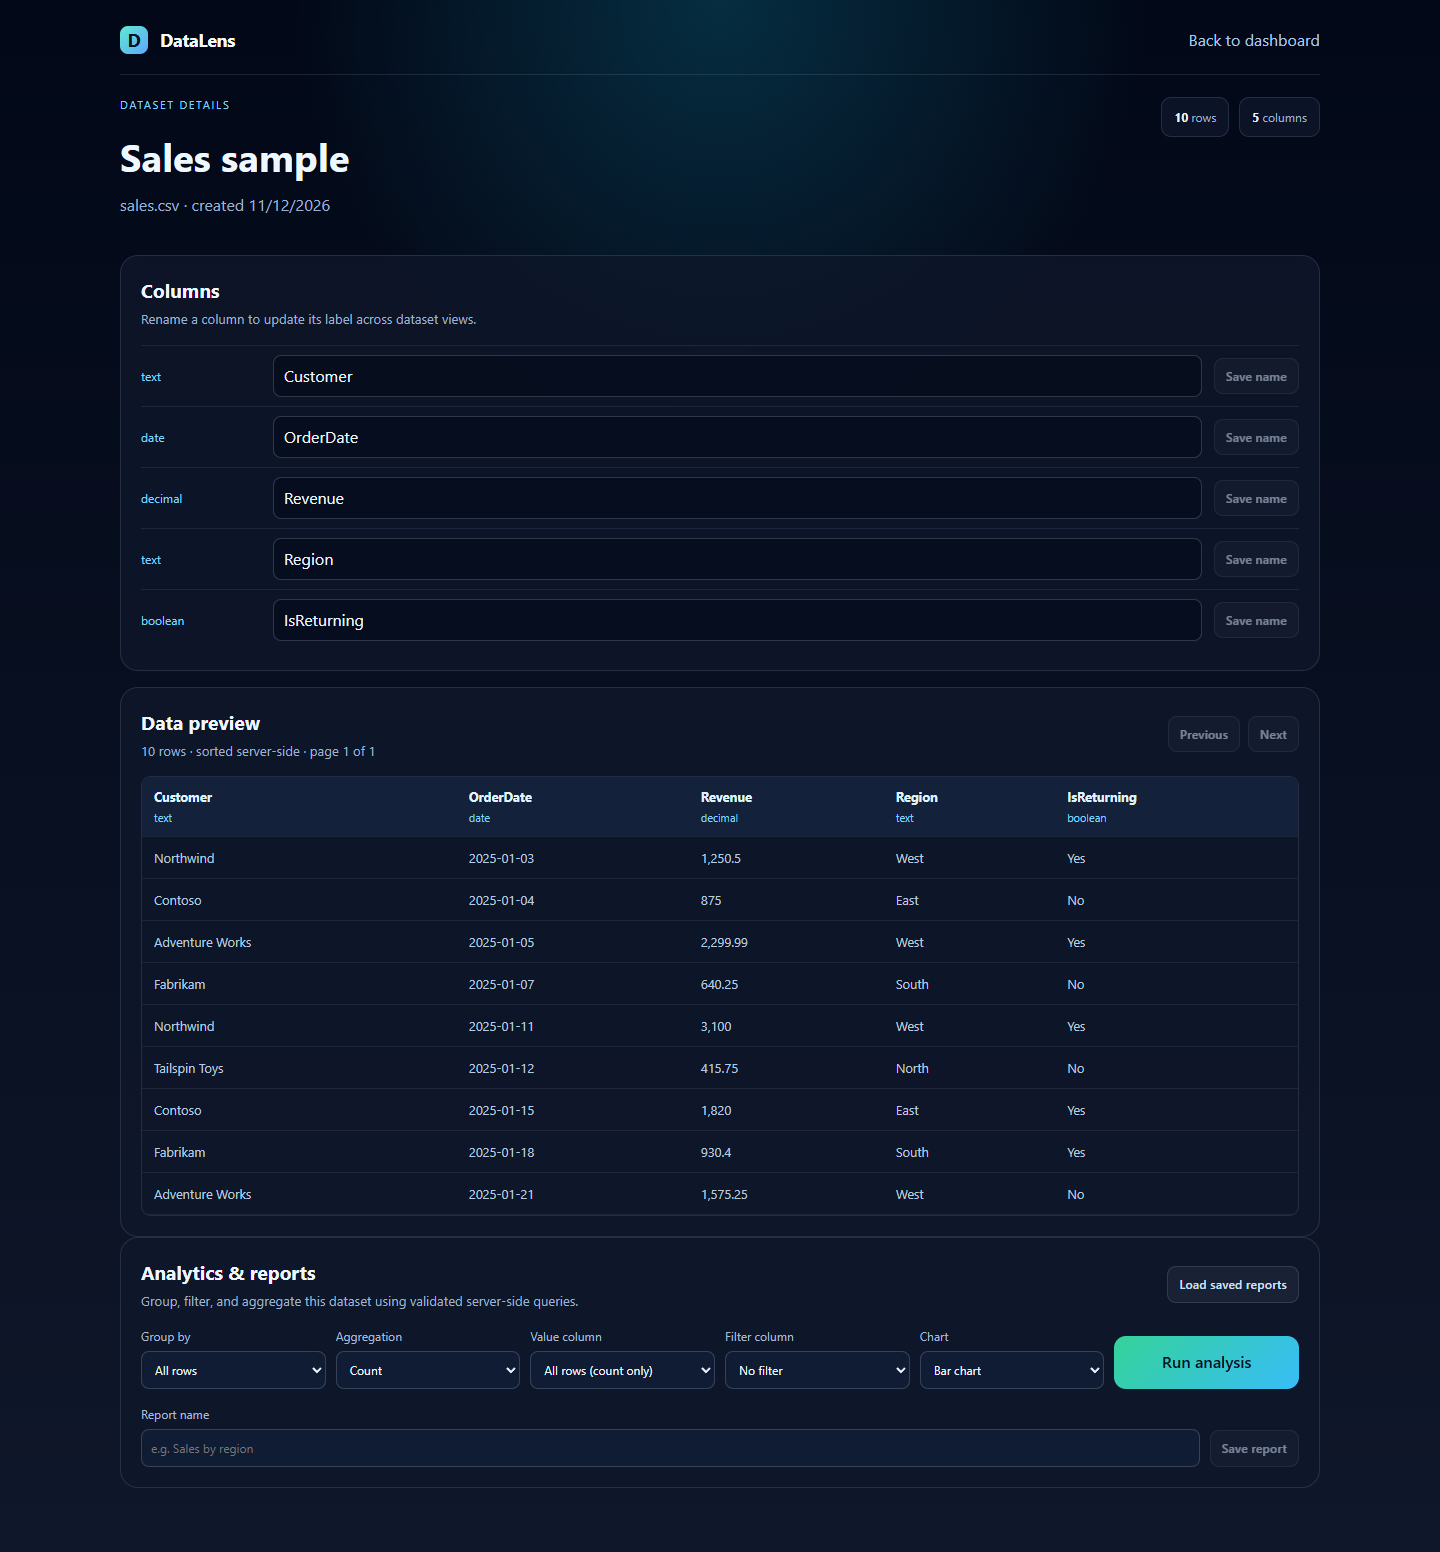 D DataLens Back to dashboard
DATASET DETAILS
10 rows 5 columns
Sales sample
sales.csv · created 11/12/2026
Columns
Rename a column to update its label across dataset views.
text Customer Save name
date OrderDate Save name
decimal Revenue Save name
text Region Save name
boolean IsReturning Save name
Data preview
10 rows · sorted server-side · page 1 of 1
Previous Next
Customer OrderDate Revenue Region IsReturning
text date decimal text boolean
Northwind 2025-01-03 1,250.5 West Yes
Contoso 2025-01-04 875 East No
Adventure Works 2025-01-05 2,299.99 West Yes
Fabrikam 2025-01-07 640.25 South No
Northwind 2025-01-11 3,100 West Yes
Tailspin Toys 2025-01-12 415.75 North No
Contoso 2025-01-15 1,820 East Yes
Fabrikam 2025-01-18 930.4 South Yes
Adventure Works 2025-01-21 1,575.25 West No
Analytics & reports
Group, filter, and aggregate this dataset using validated server-side queries.
Load saved reports
Group by Aggregation Value column Filter column Chart
All rows Count All rows (count only) No filter Bar chart Run analysis
Report name
e.g. Sales by region Save report